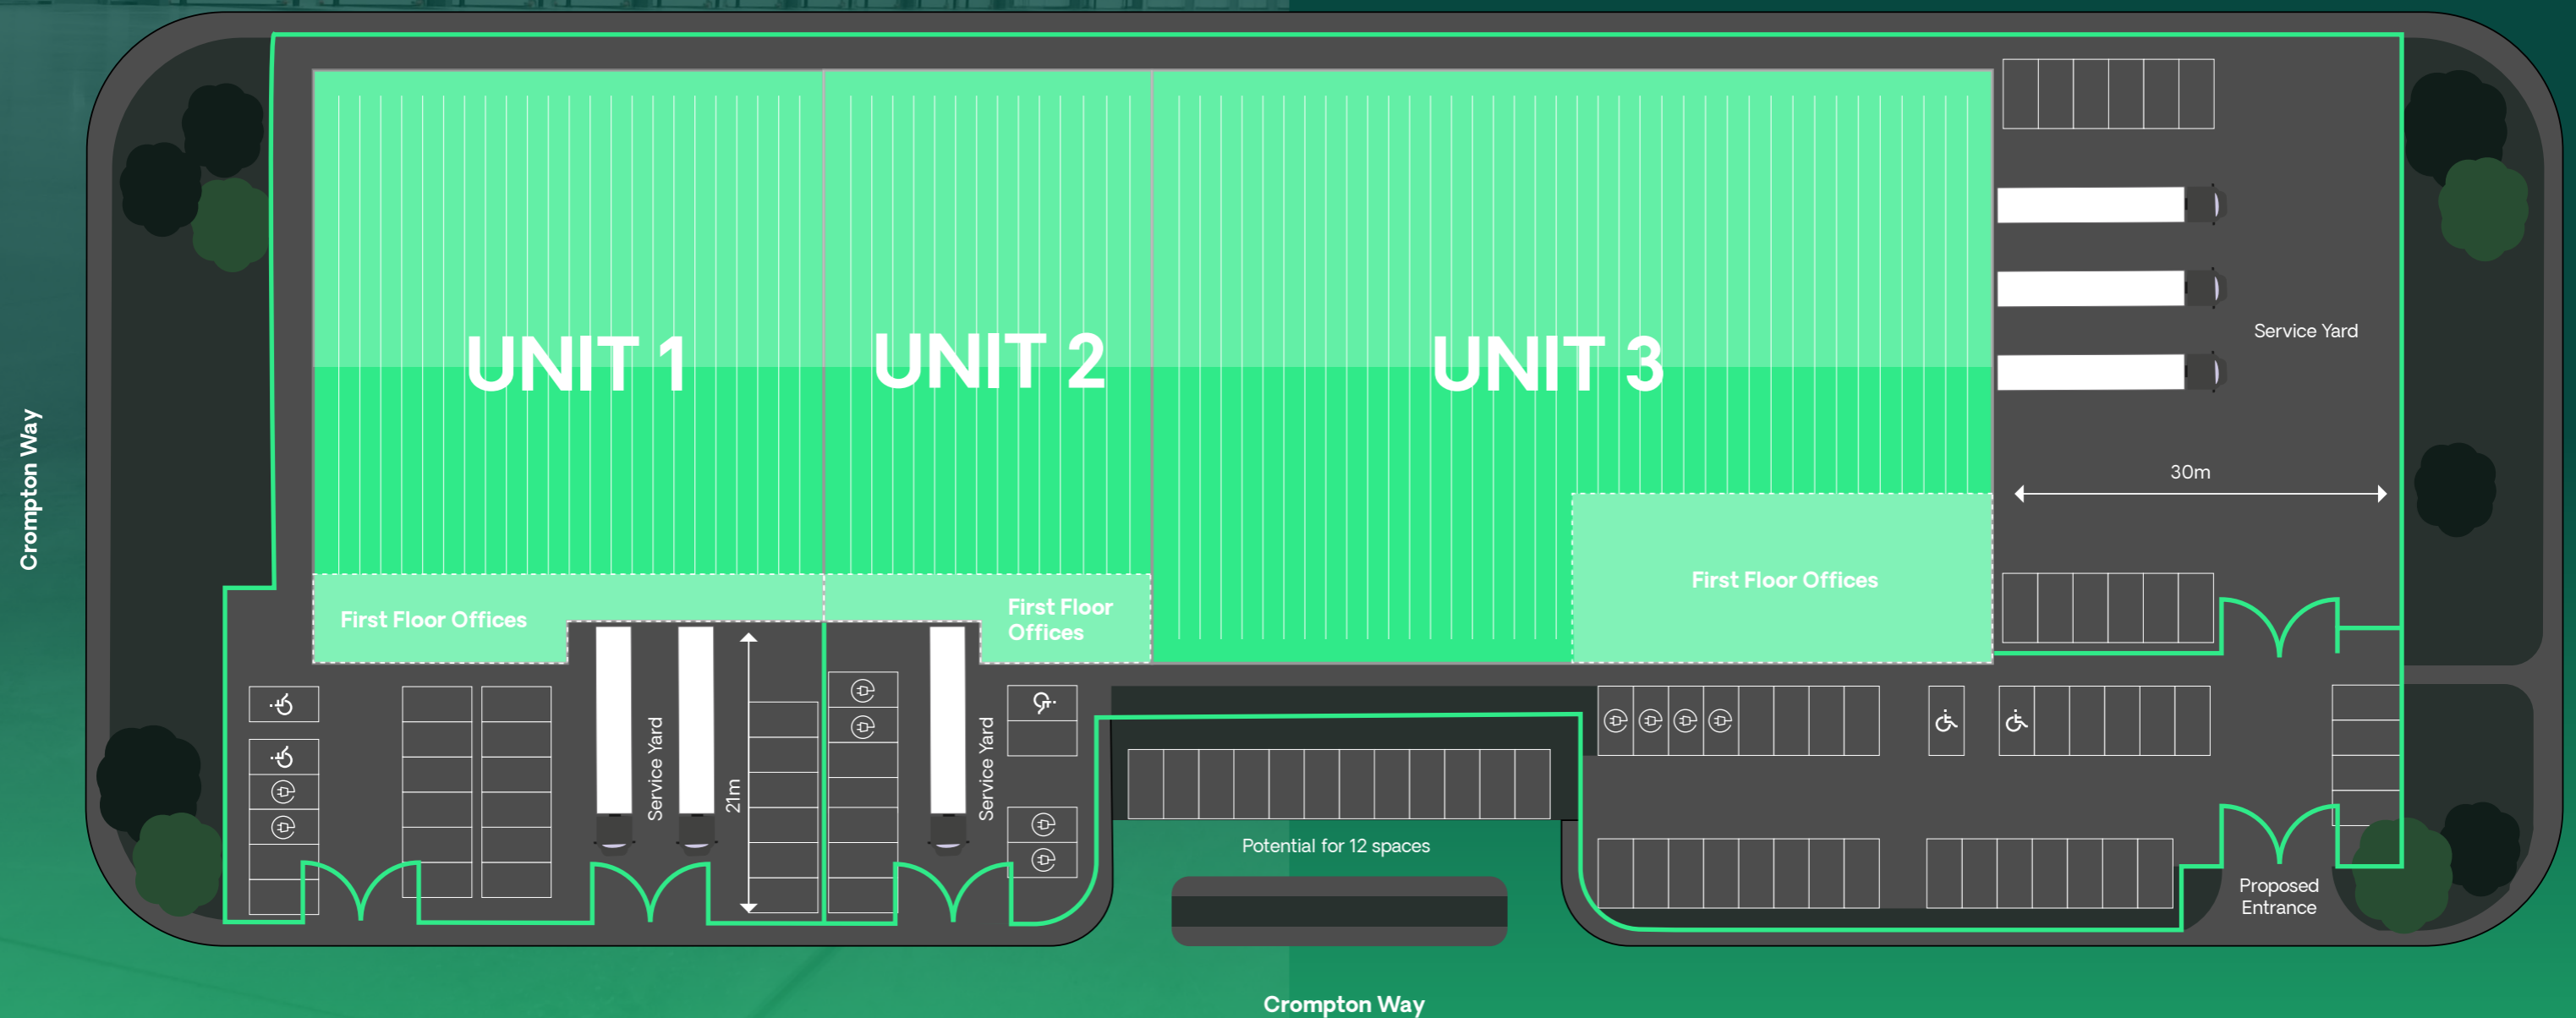 UNIT 1
UNIT 2
UNIT 3
Service Yard
30m
Crompton Way
First Floor Offices
First Floor
Offices
First Floor Offices
Service Yard
21m
Service Yard
Potential for 12 spaces
Proposed
Entrance
Crompton Way